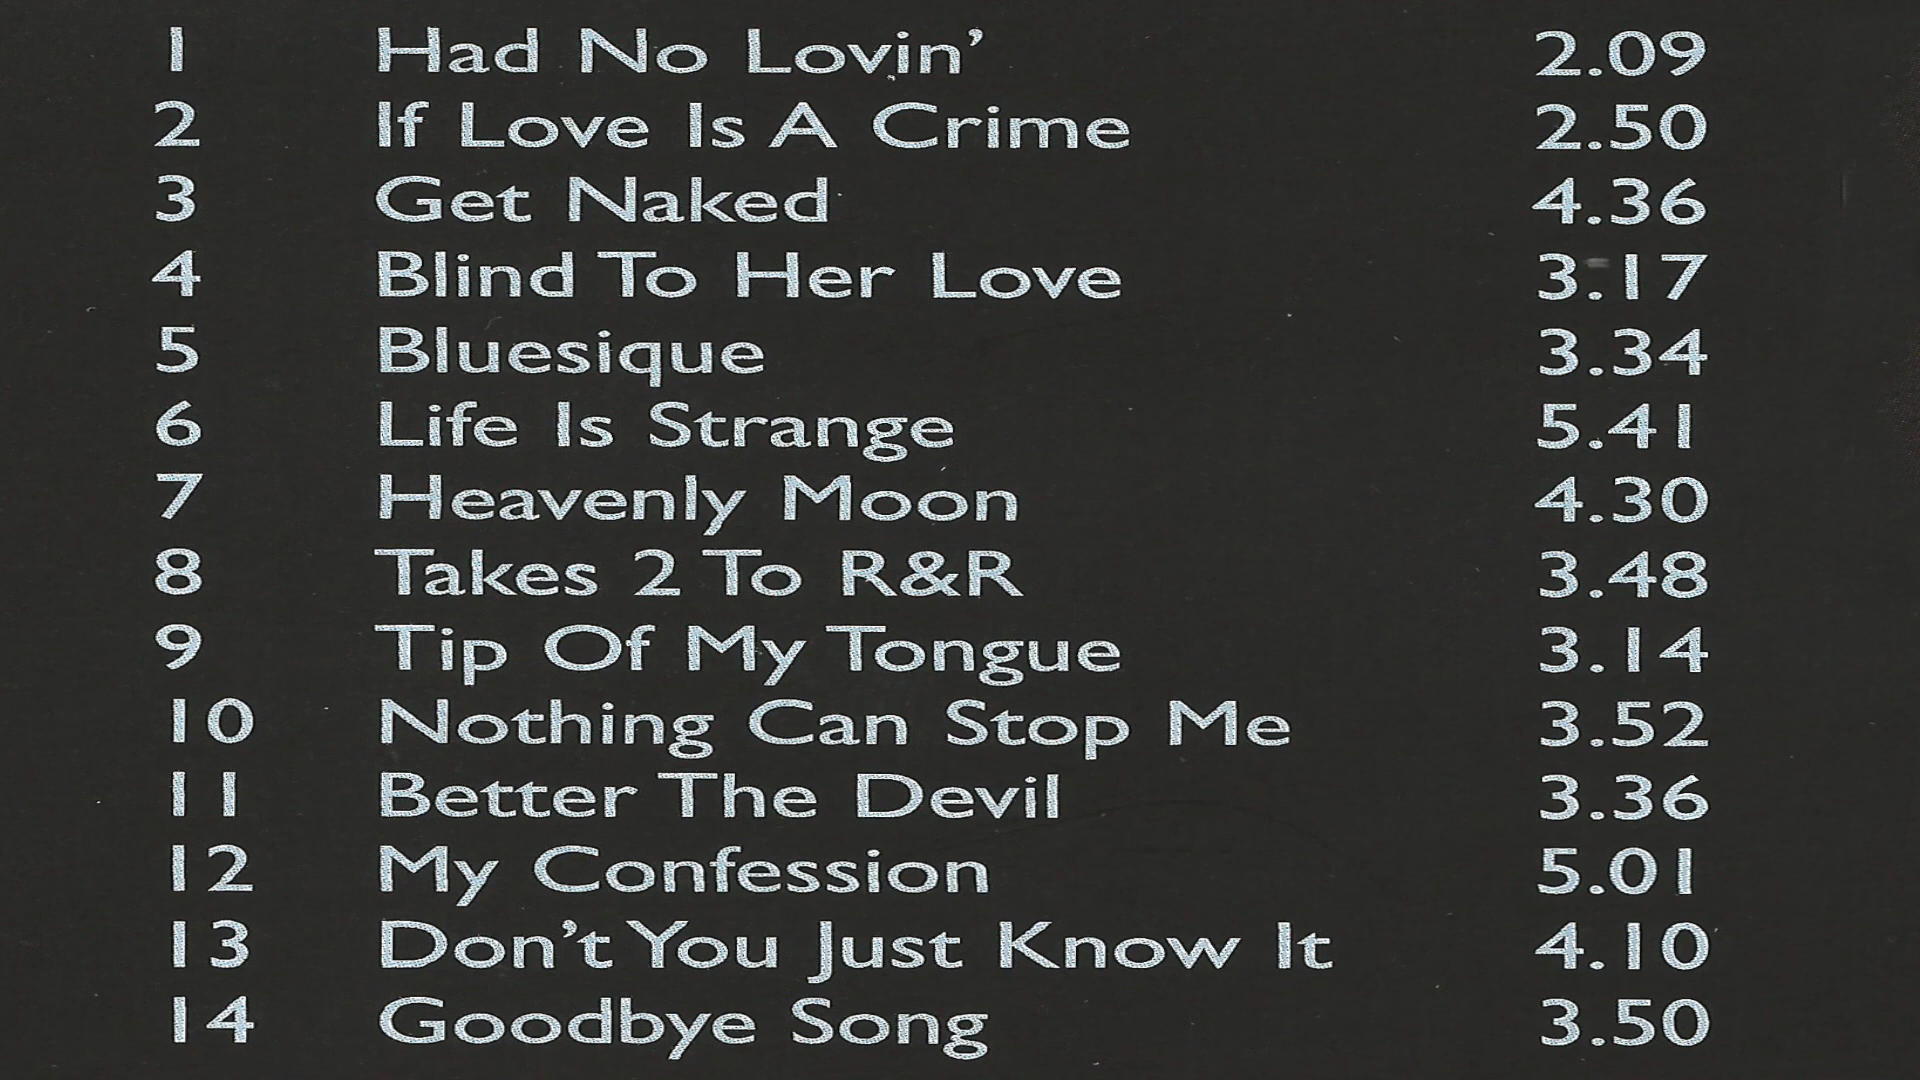 1 Had No Lovin’ 2.09
2 If Love Is A Crime 2.50
3 Get Naked 4.36
4 Blind To Her Love 3.17
5 Bluesique 3.34
6 Life Is Strange 5.41
7 Heavenly Moon 4.30
8 Takes 2 To R&R 3.48
9 Tip Of My Tongue 3.14
10 Nothing Can Stop Me 3.52
11 Better The Devil 3.36
12 My Confession 5.01
13 Don’t You Just Know It 4.10
14 Goodbye Song 3.50